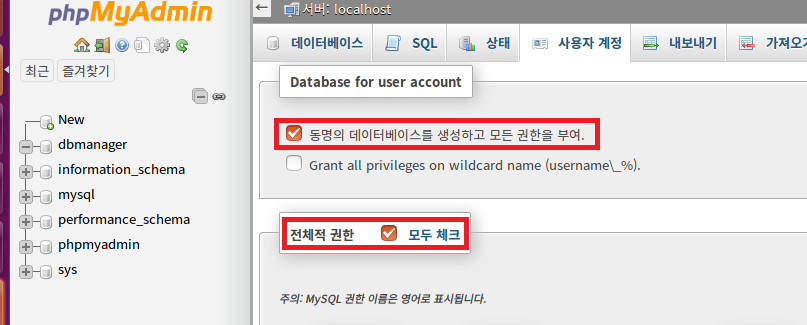 phpMyAdmin
최근 즐겨찾기
New
dbmanager
information_schema
mysql
performance_schema
phpmyadmin
sys
서버: localhost
데이터베이스 SQL 상태 사용자 계정 내보내기 가져오기
Database for user account
동명의 데이터베이스를 생성하고 모든 권한을 부여.
Grant all privileges on wildcard name (username\_%).
전체적 권한 모두 체크
주의: MySQL 권한 이름은 영어로 표시됩니다.